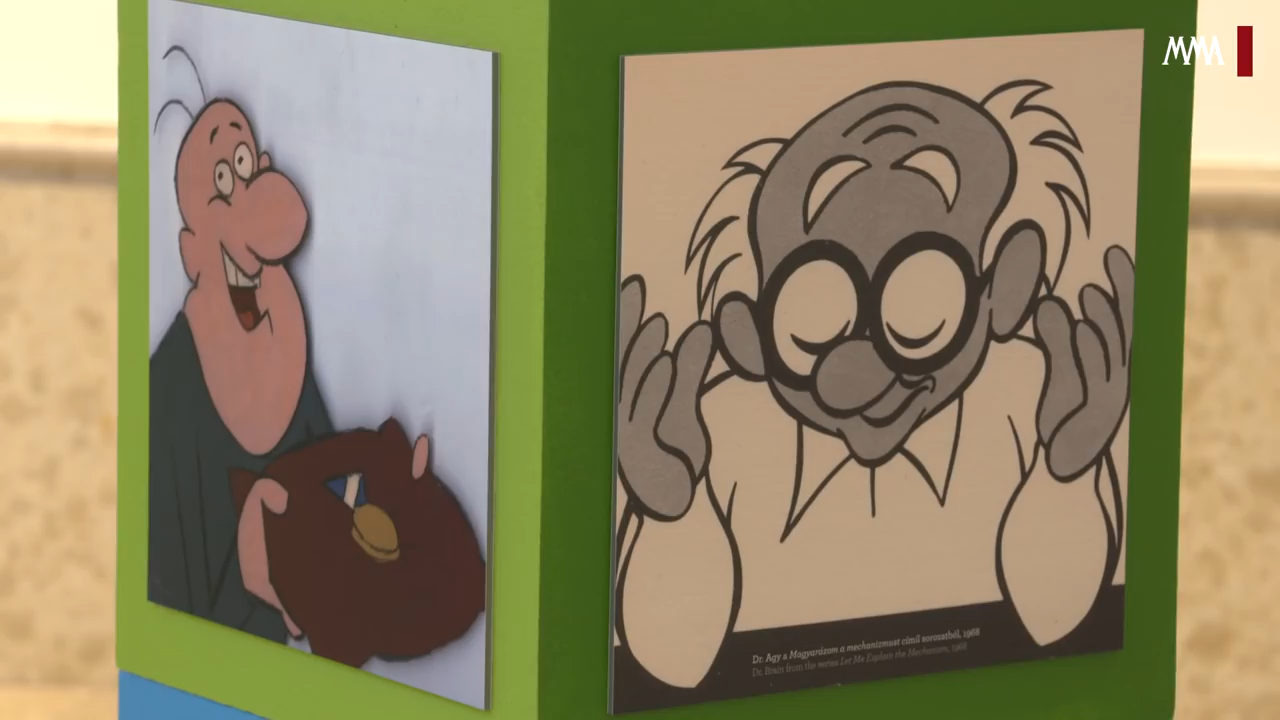 MMA
Dr. Agy a Magyarázom a mechanizmust című sorozatból, 1968
Dr. Brain from the series Let Me Explain the Mechanism, 1968